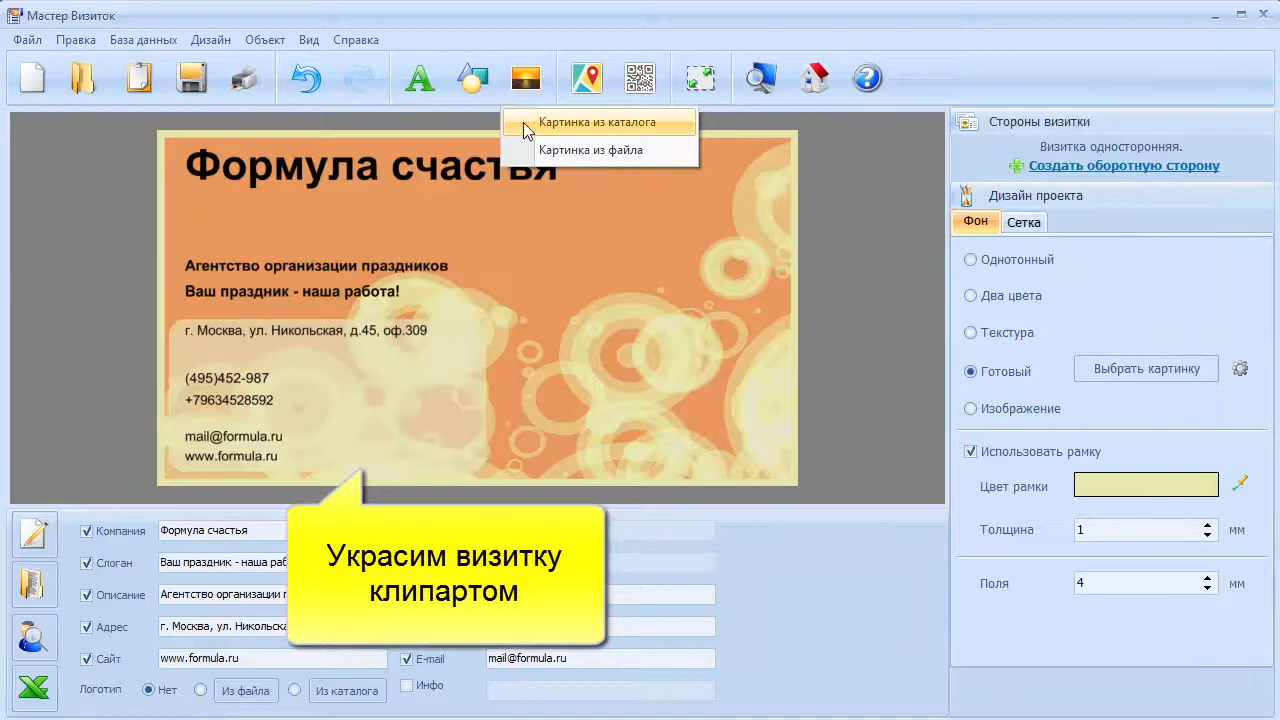 Мастер Визиток
Файл Правка База данных Дизайн Объект Вид Справка
Картинка из каталога
Картинка из файла
Формула счастья
Агентство организации праздников
Ваш праздник - наша работа!
г. Москва, ул. Никольская, д.45, оф.309
(495)452-987
+79634528592
mail@formula.ru
www.formula.ru
Стороны визитки
Визитка односторонняя.
Создать оборотную сторону
Дизайн проекта
Фон Сетка
Однотонный
Два цвета
Текстура
Готовый Выбрать картинку
Изображение
Использовать рамку
Цвет рамки
Толщина 1 мм
Поля 4 мм
Украсим визитку
клипартом
Компания Формула счастья
Слоган Ваш праздник - наша
Описание Агентство организации
Адрес г. Москва, ул.
Сайт www.formula.ru E-mail mail@formula.ru
Логотип Нет Из файла Из каталога Инфо